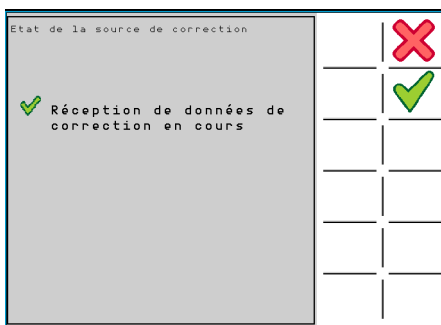 Etat de la source de correction
Réception de données de
correction en cours